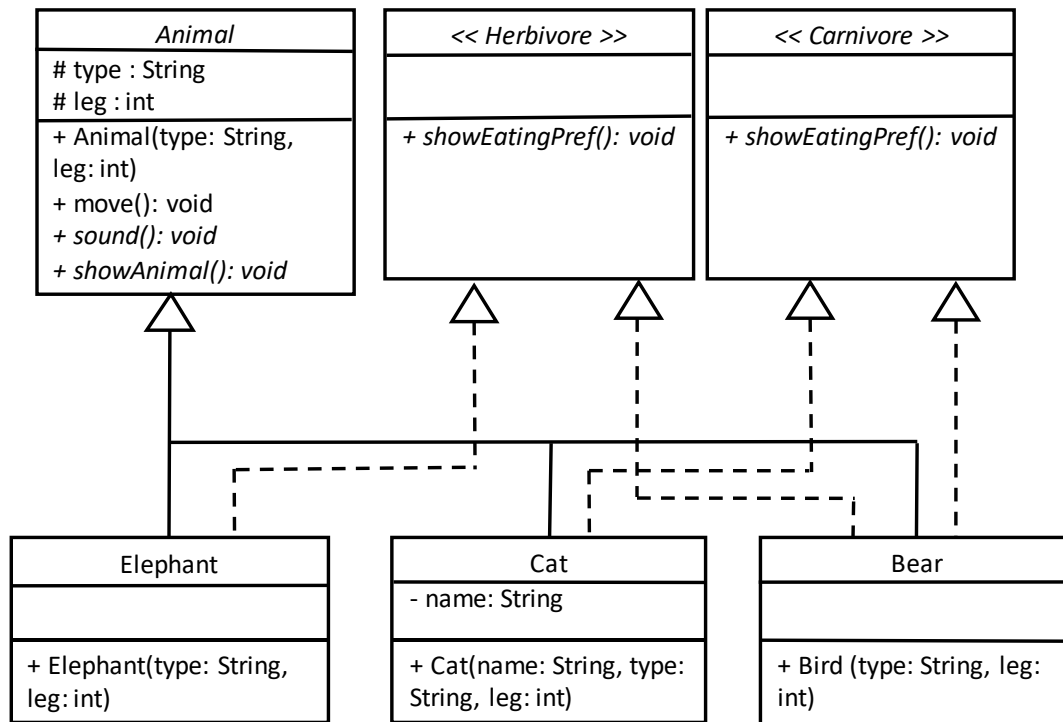 Animal
# type : String
# leg : int
+ Animal(type: String,
leg: int)
+ move(): void
+ sound(): void
+ showAnimal(): void
<< Herbivore >>
+ showEatingPref(): void
<< Carnivore >>
+ showEatingPref(): void
Elephant
+ Elephant(type: String,
leg: int)
Cat
- name: String
+ Cat(name: String, type:
String, leg: int)
Bear
+ Bird (type: String, leg:
int)